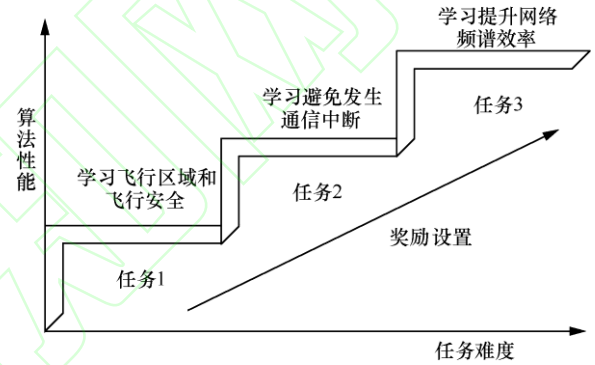 学习提升网络
频谱效率
学习避免发生
通信中断
任务3
算法性能
学习飞行区域和
飞行安全
任务2
奖励设置
任务1
任务难度